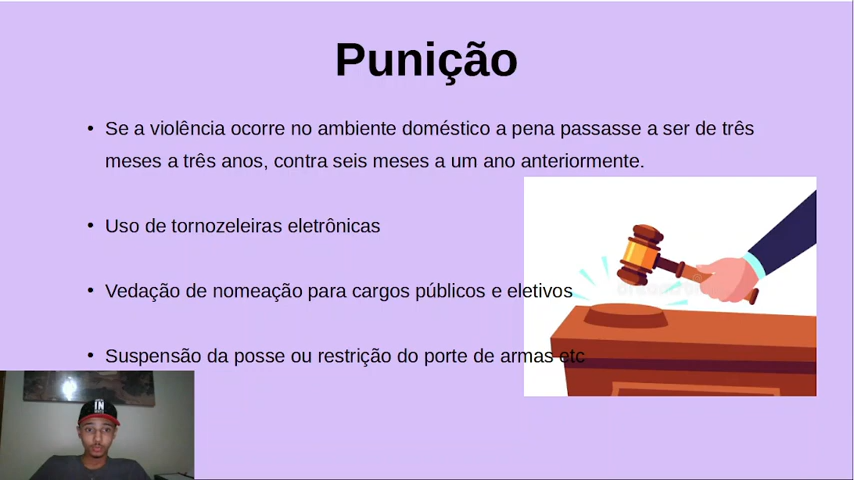 Punição
• Se a violência ocorre no ambiente doméstico a pena passasse a ser de três
meses a três anos, contra seis meses a um ano anteriormente.
• Uso de tornozeleiras eletrônicas
• Vedação de nomeação para cargos públicos e eletivos
• Suspensão da posse ou restrição do porte de armas etc
IN